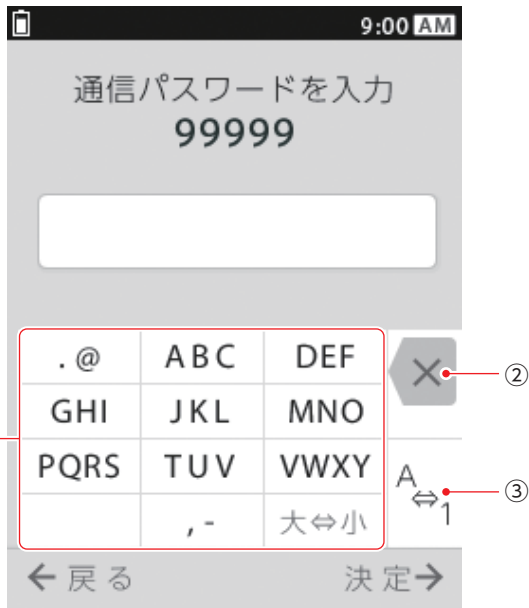 9:00 AM
通信パスワードを入力
99999
. @ ABC DEF
GHI JKL MNO ②
PQRS TUV VWXY A⇔1 ③
, - 大⇔小
←戻る 決定→